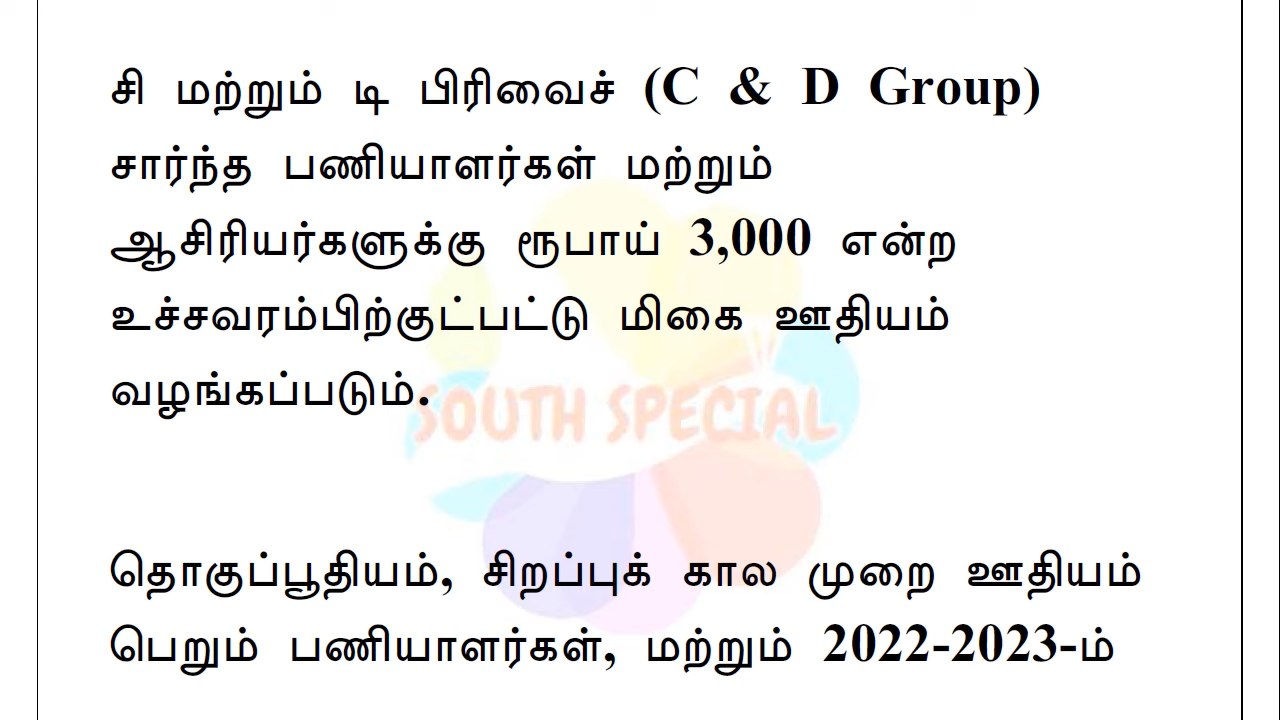 சி மற்றும் டி பிரிவைச் (C & D Group)
சார்ந்த பணியாளர்கள் மற்றும்
ஆசிரியர்களுக்கு ரூபாய் 3,000 என்ற
உச்சவரம்பிற்குட்பட்டு மிகை ஊதியம்
வழங்கப்படும்.
SOUTH SPECIAL
தொகுப்பூதியம், சிறப்புக் கால முறை ஊதியம்
பெறும் பணியாளர்கள், மற்றும் 2022-2023-ம்